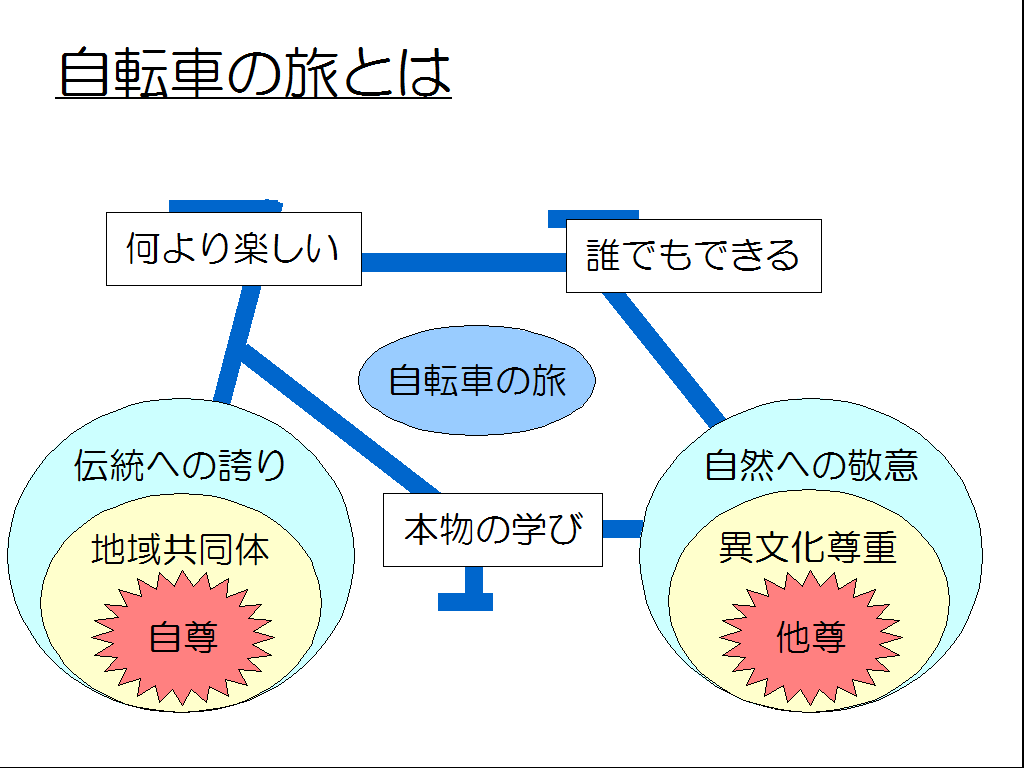 自転車の旅とは
何より楽しい
誰でもできる
自転車の旅
伝統への誇り
自然への敬意
本物の学び
地域共同体
異文化尊重
自尊
他尊